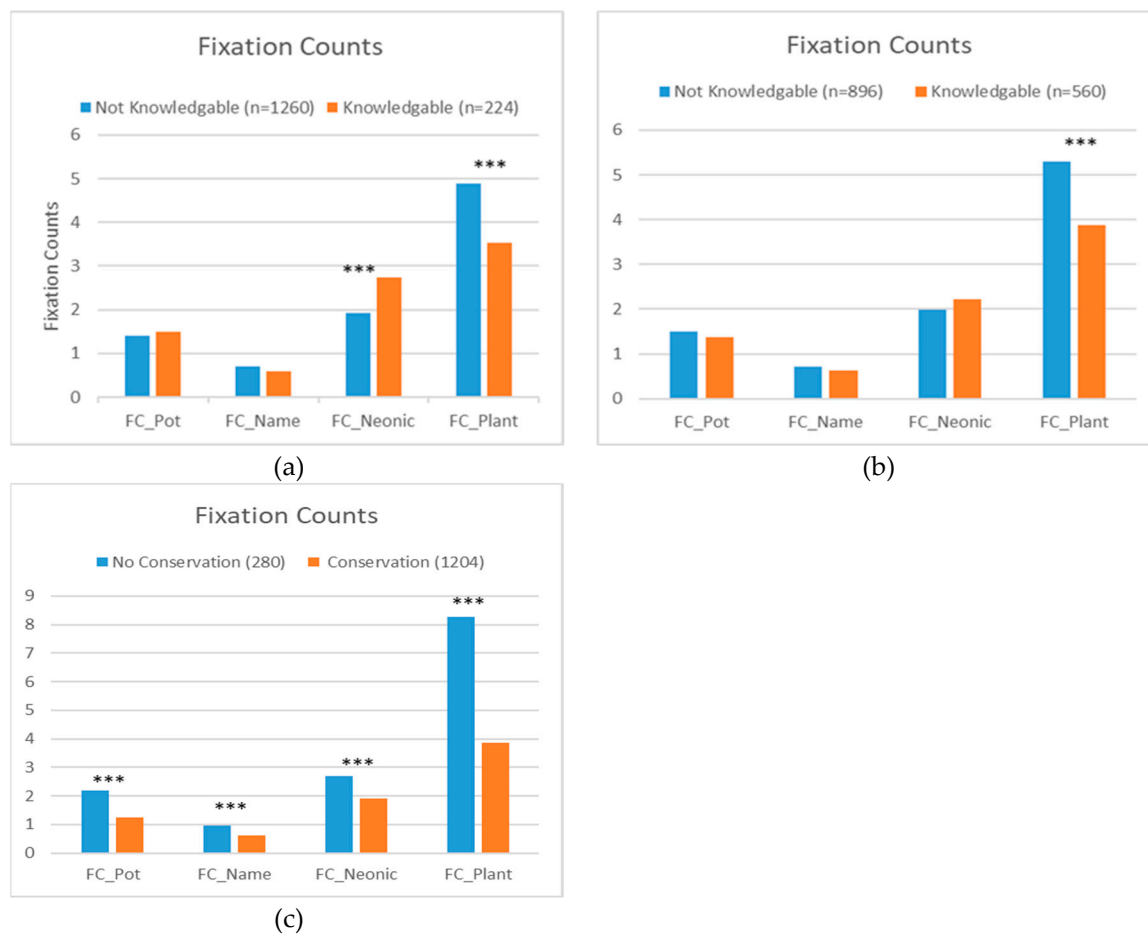 Fixation Counts
Not Knowledgable (n=1260) Knowledgable (n=224)
Fixation Counts
6
5
4
3
2
1
0
***
***
FC_Pot FC_Name FC_Neonic FC_Plant
(a)
Fixation Counts
Not Knowledgable (n=896) Knowledgable (n=560)
6
5
4
3
2
1
0
***
FC_Pot FC_Name FC_Neonic FC_Plant
(b)
Fixation Counts
No Conservation (280) Conservation (1204)
9
8
7
6
5
4
3
2
1
0
***
***
***
***
FC_Pot FC_Name FC_Neonic FC_Plant
(c)